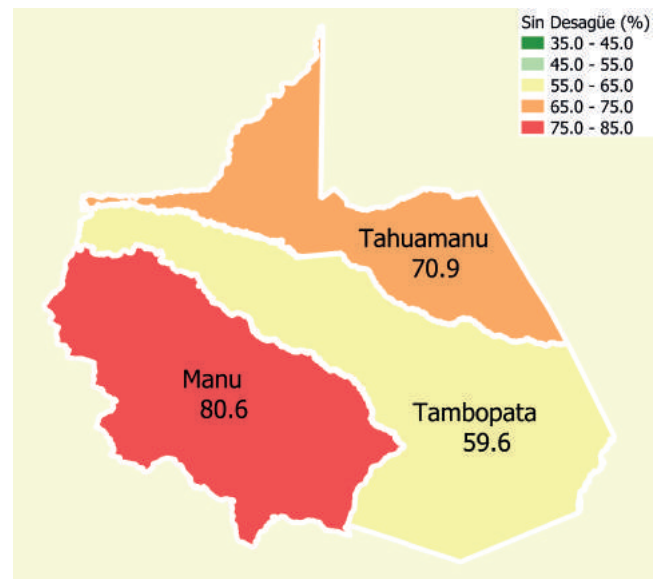 Sin Desagüe (%)
35.0 - 45.0
45.0 - 55.0
55.0 - 65.0
65.0 - 75.0
75.0 - 85.0
Tahuamanu
70.9
Manu
80.6
Tambopata
59.6